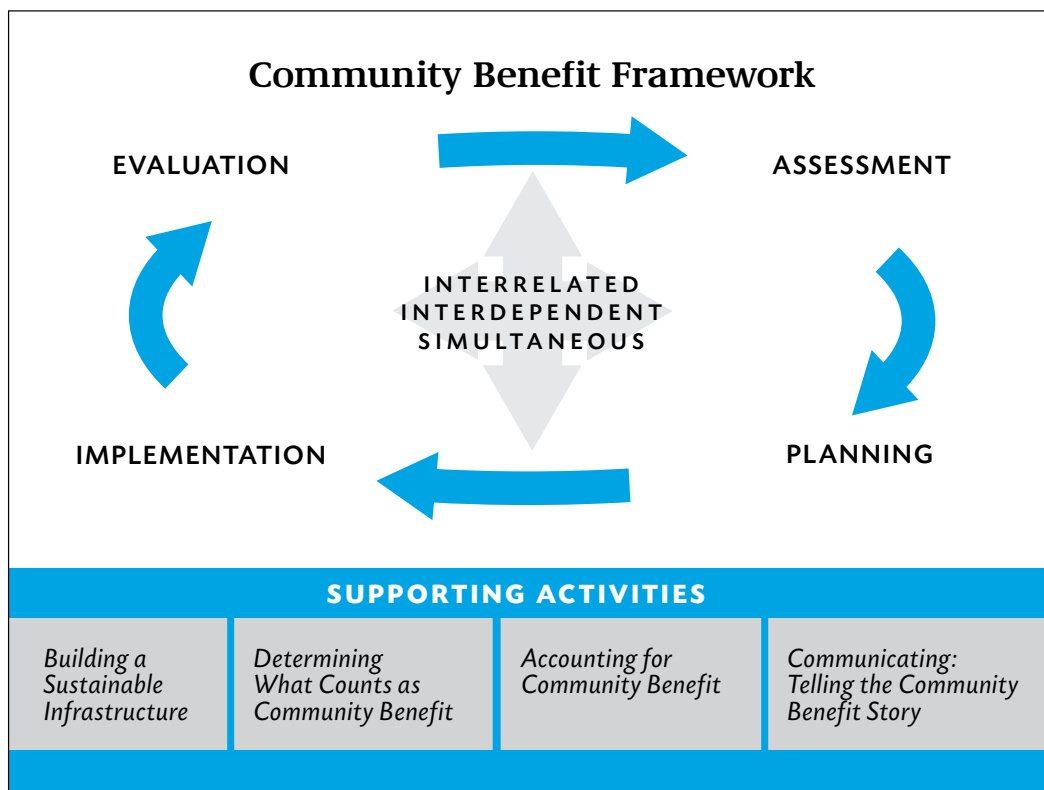 Community Benefit Framework
EVALUATION
ASSESSMENT
INTERRELATED
INTERDEPENDENT
SIMULTANEOUS
IMPLEMENTATION
PLANNING
SUPPORTING ACTIVITIES
Building a
Sustainable
Infrastructure
Determining
What Counts as
Community Benefit
Accounting for
Community Benefit
Communicating:
Telling the Community
Benefit Story